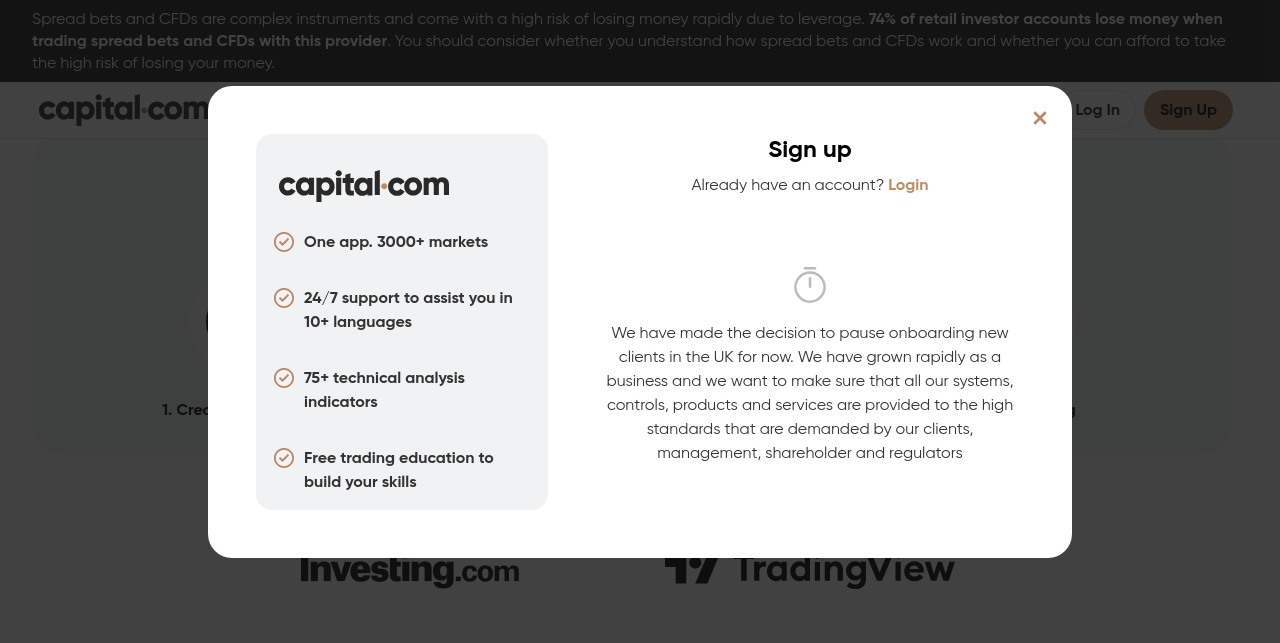 Spread bets and CFDs are complex instruments and come with a high risk of losing money rapidly due to leverage. 74% of retail investor accounts lose money when
trading spread bets and CFDs with this provider. You should consider whether you understand how spread bets and CFDs work and whether you can afford to take
the high risk of losing your money.
capital.com
Log In
Sign Up
capital.com
One app. 3000+ markets
24/7 support to assist you in
10+ languages
75+ technical analysis
indicators
Free trading education to
build your skills
Sign up
Already have an account? Login
We have made the decision to pause onboarding new
clients in the UK for now. We have grown rapidly as a
business and we want to make sure that all our systems,
controls, products and services are provided to the high
standards that are demanded by our clients,
management, shareholder and regulators
1.
Investing.com
TradingView